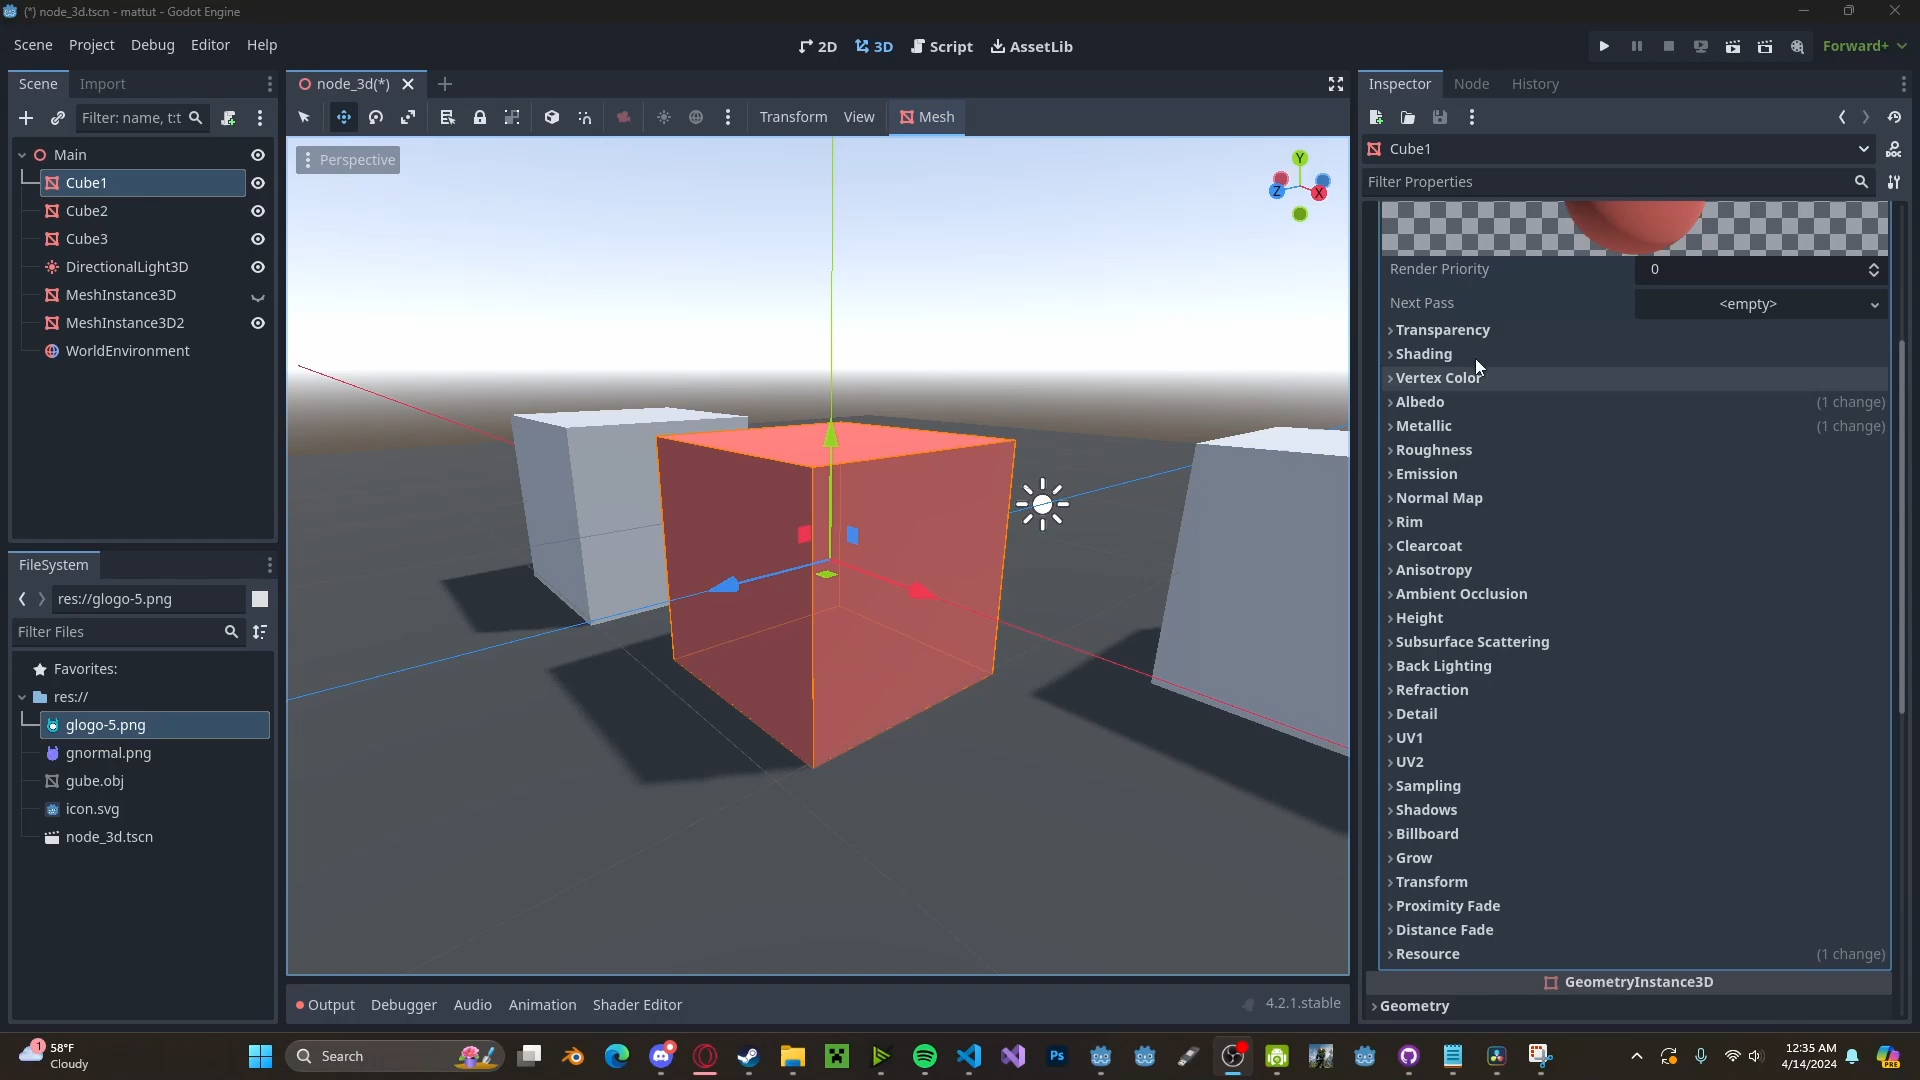 (*) node_3d.tscn - mattut - Godot Engine
Scene Project Debug Editor Help
2D 3D Script AssetLib
Forward+
Scene Import
node_3d(*)
Inspector Node History
Filter: name, t:t
Transform View Mesh
Perspective
Y
Z
X
Main
Cube1
Cube2
Cube3
DirectionalLight3D
MeshInstance3D
MeshInstance3D2
WorldEnvironment
FileSystem
res://glogo-5.png
Filter Files
Favorites:
res://
glogo-5.png
gnormal.png
gube.obj
icon.svg
node_3d.tscn
Output Debugger Audio Animation Shader Editor
4.2.1.stable
Cube1
DOC
Filter Properties
Render Priority 0
Next Pass <empty>
Transparency
Shading
Vertex Color
Albedo (1 change)
Metallic (1 change)
Roughness
Emission
Normal Map
Rim
Clearcoat
Anisotropy
Ambient Occlusion
Height
Subsurface Scattering
Back Lighting
Refraction
Detail
UV1
UV2
Sampling
Shadows
Billboard
Grow
Transform
Proximity Fade
Distance Fade
Resource (1 change)
GeometryInstance3D
Geometry
1
58°F
Cloudy
Search
Ps
12:35 AM
4/14/2024
PRE